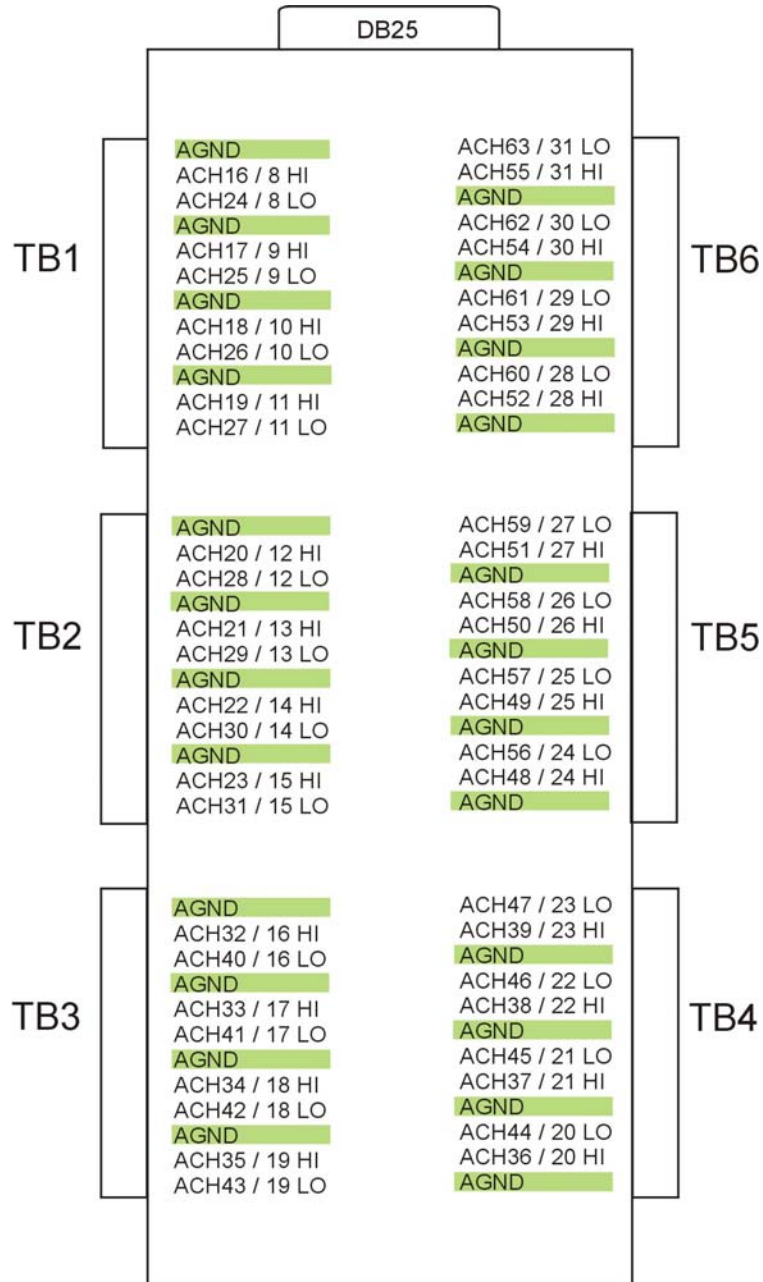 DB25
TB1
AGND
ACH16 / 8 HI
ACH24 / 8 LO
AGND
ACH17 / 9 HI
ACH25 / 9 LO
AGND
ACH18 / 10 HI
ACH26 / 10 LO
AGND
ACH19 / 11 HI
ACH27 / 11 LO
ACH63 / 31 LO
ACH55 / 31 HI
AGND
ACH62 / 30 LO
ACH54 / 30 HI
AGND
ACH61 / 29 LO
ACH53 / 29 HI
AGND
ACH60 / 28 LO
ACH52 / 28 HI
AGND
TB6
TB2
AGND
ACH20 / 12 HI
ACH28 / 12 LO
AGND
ACH21 / 13 HI
ACH29 / 13 LO
AGND
ACH22 / 14 HI
ACH30 / 14 LO
AGND
ACH23 / 15 HI
ACH31 / 15 LO
ACH59 / 27 LO
ACH51 / 27 HI
AGND
ACH58 / 26 LO
ACH50 / 26 HI
AGND
ACH57 / 25 LO
ACH49 / 25 HI
AGND
ACH56 / 24 LO
ACH48 / 24 HI
AGND
TB5
TB3
AGND
ACH32 / 16 HI
ACH40 / 16 LO
AGND
ACH33 / 17 HI
ACH41 / 17 LO
AGND
ACH34 / 18 HI
ACH42 / 18 LO
AGND
ACH35 / 19 HI
ACH43 / 19 LO
ACH47 / 23 LO
ACH39 / 23 HI
AGND
ACH46 / 22 LO
ACH38 / 22 HI
AGND
ACH45 / 21 LO
ACH37 / 21 HI
AGND
ACH44 / 20 LO
ACH36 / 20 HI
AGND
TB4